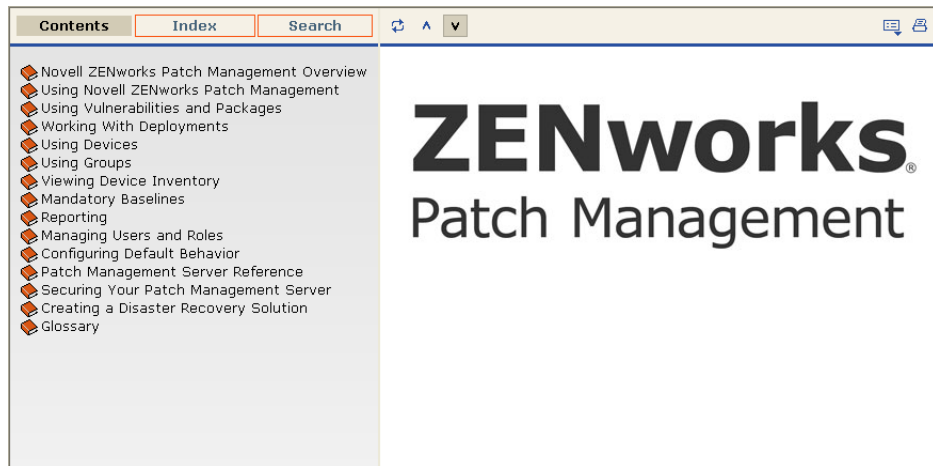 Contents Index Search
Novell ZENworks Patch Management Overview
Using Novell ZENworks Patch Management
Using Vulnerabilities and Packages
Working With Deployments
Using Devices
Using Groups
Viewing Device Inventory
Mandatory Baselines
Reporting
Managing Users and Roles
Configuring Default Behavior
Patch Management Server Reference
Securing Your Patch Management Server
Creating a Disaster Recovery Solution
Glossary
ZENworks®
Patch Management